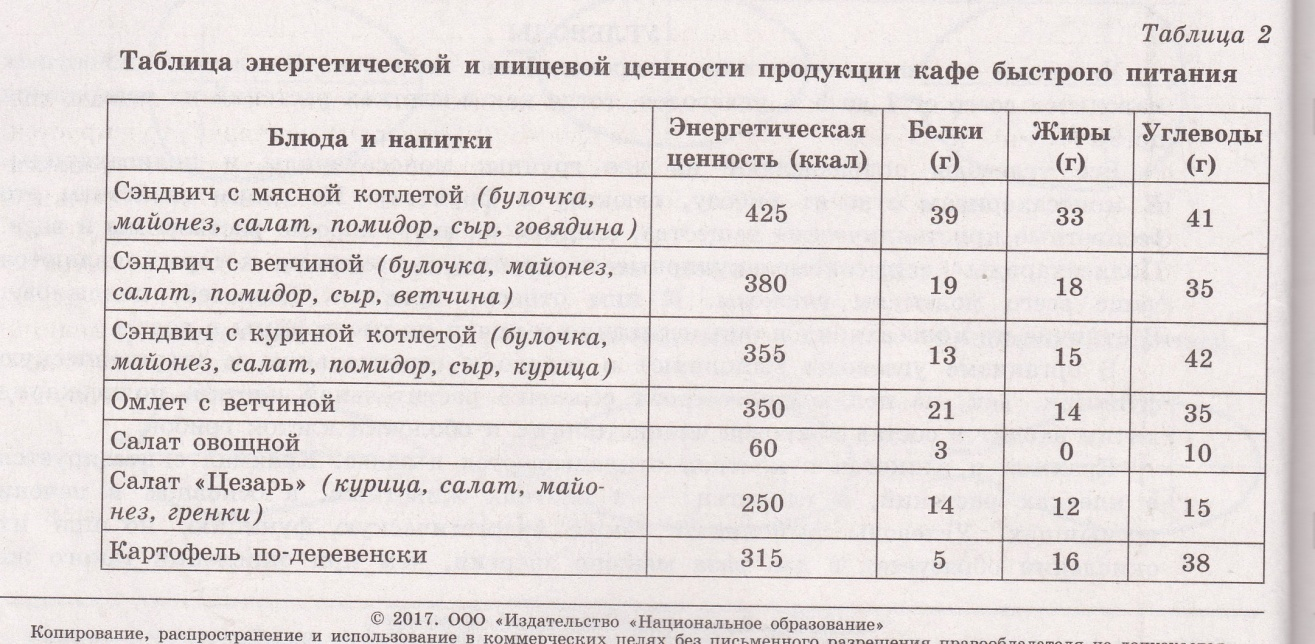 Таблица 2
Таблица энергетической и пищевой ценности продукции кафе быстрого питания
Блюда и напитки
Энергетическая ценность (ккал)
Белки (г)
Жиры (г)
Углеводы (г)
Сэндвич с мясной котлетой (булочка,
майонез, салат, помидор, сыр, говядина)
425 39 33 41
Сэндвич с ветчиной (булочка, майонез,
салат, помидор, сыр, ветчина)
380 19 18 35
Сэндвич с куриной котлетой (булочка,
майонез, салат, помидор, сыр, курица)
355 13 15 42
Омлет с ветчиной 350 21 14 35
Салат овощной 60 3 0 10
Салат «Цезарь» (курица, салат, майо-
нез, гренки)
250 14 12 15
Картофель по-деревенски 315 5 16 38
© 2017. ООО «Издательство «Национальное образование»
Копирование, распространение и использование в коммерческих целях без письменного разрешения правообладателя не допускается